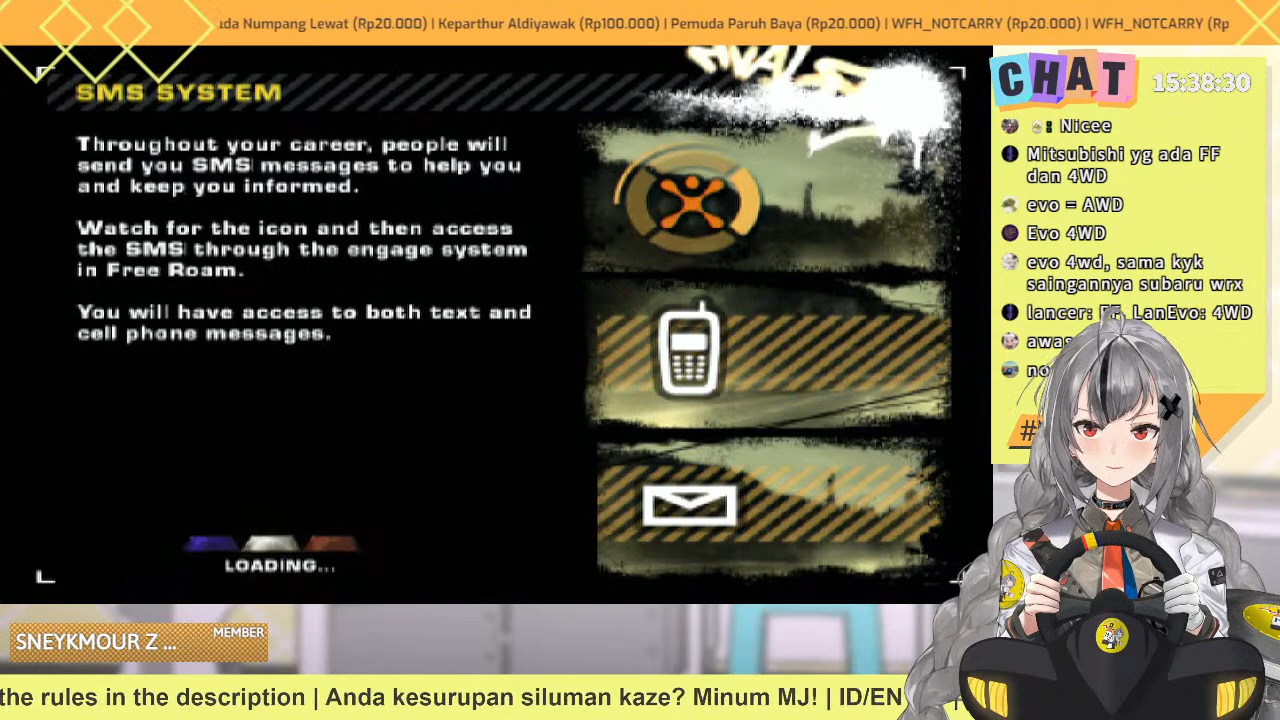 ada Numpang Lewat (Rp20.000) | Keparthur Aldiyawak (Rp100.000) | Pemuda Paruh Baya (Rp20.000) | WFH_NOTCARRY (Rp20.000) | WFH_NOTCARRY (Rp
SMS SYSTEM
Throughout your career, people will
send you SMS messages to help you
and keep you informed.
Watch for the icon and then access
the SMS through the engage system
in Free Roam.
You will have access to both text and
cell phone messages.
LOADING...
CHAT
15:38:30
: Nicee
Mitsubishi yg ada FF
dan 4WD
evo = AWD
Evo 4WD
evo 4wd, sama kyk
saingannya subaru wrx
lancer: FF, LanEvo: 4WD
awas
no
#
SNEYKMOUR Z ...
MEMBER
the rules in the description | Anda kesurupan siluman kaze? Minum MJ! | ID/EN